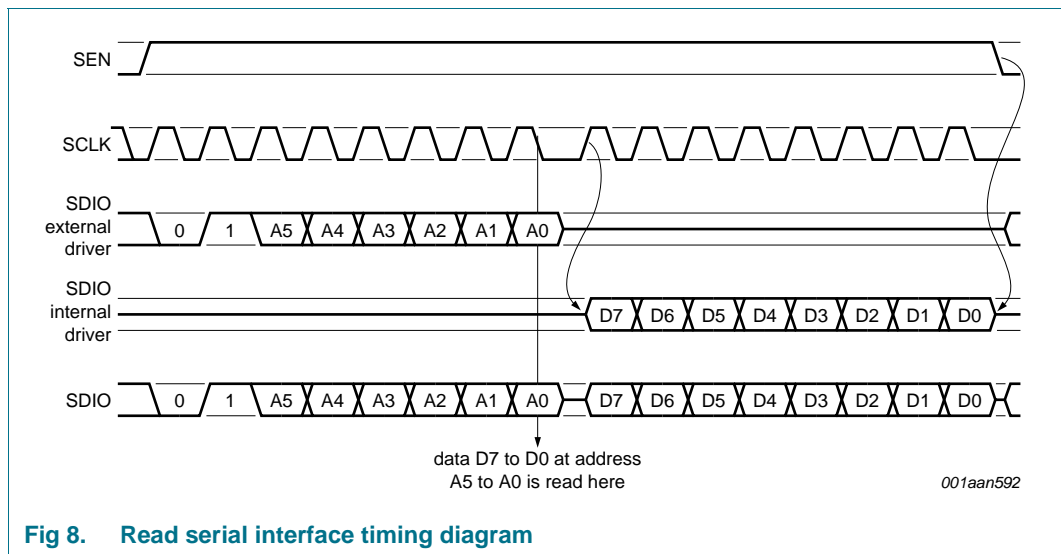 SEN
SCLK
SDIO
external
driver
0 1 A5 A4 A3 A2 A1 A0
SDIO
internal
driver
D7 D6 D5 D4 D3 D2 D1 D0
SDIO
0 1 A5 A4 A3 A2 A1 A0 D7 D6 D5 D4 D3 D2 D1 D0
data D7 to D0 at address
A5 to A0 is read here
001aan592
Fig 8. Read serial interface timing diagram